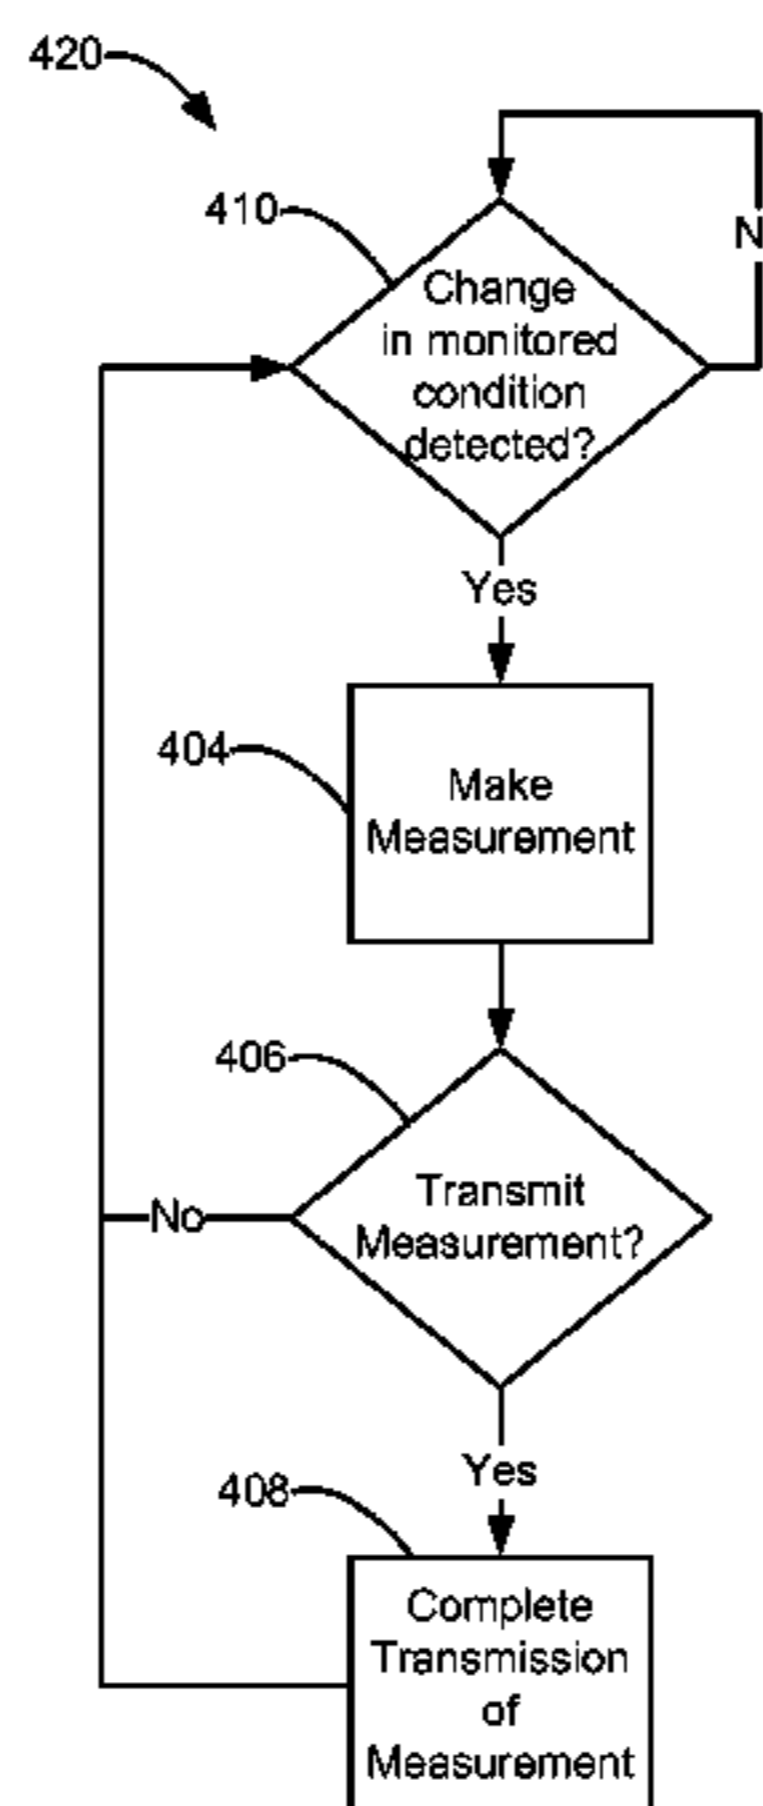 420
410
N
Change
in monitored
condition
detected?
Yes
404
Make
Measurement
406
Transmit
Measurement?
No
Yes
408
Complete
Transmission
of
Measurement